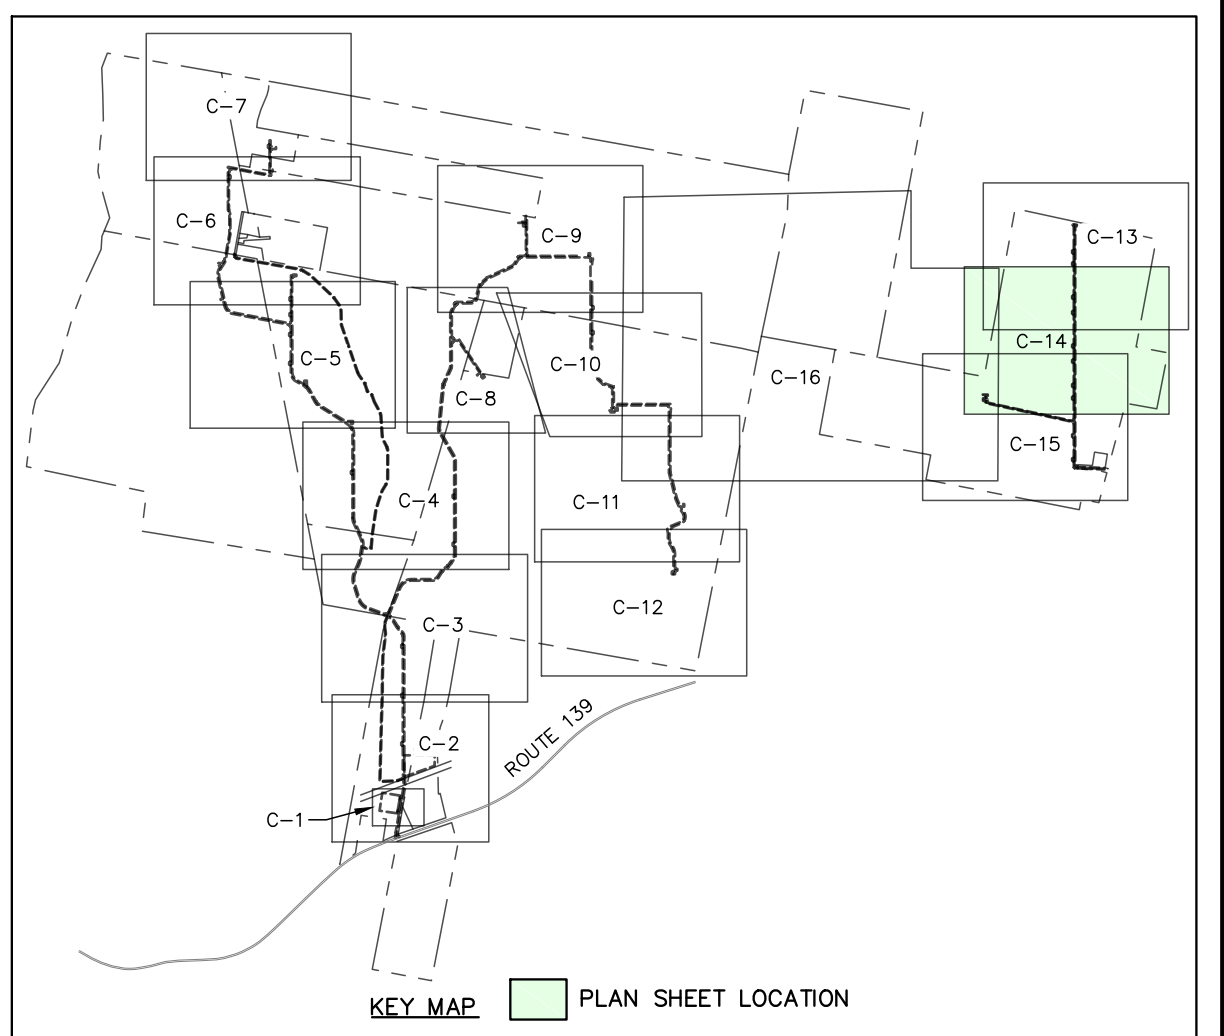 C-7
C-6
C-9
C-13
C-14
C-5
C-10
C-16
C-8
C-15
C-4
C-11
C-12
C-3
ROUTE 139
C-2
C-1
KEY MAP
PLAN SHEET LOCATION